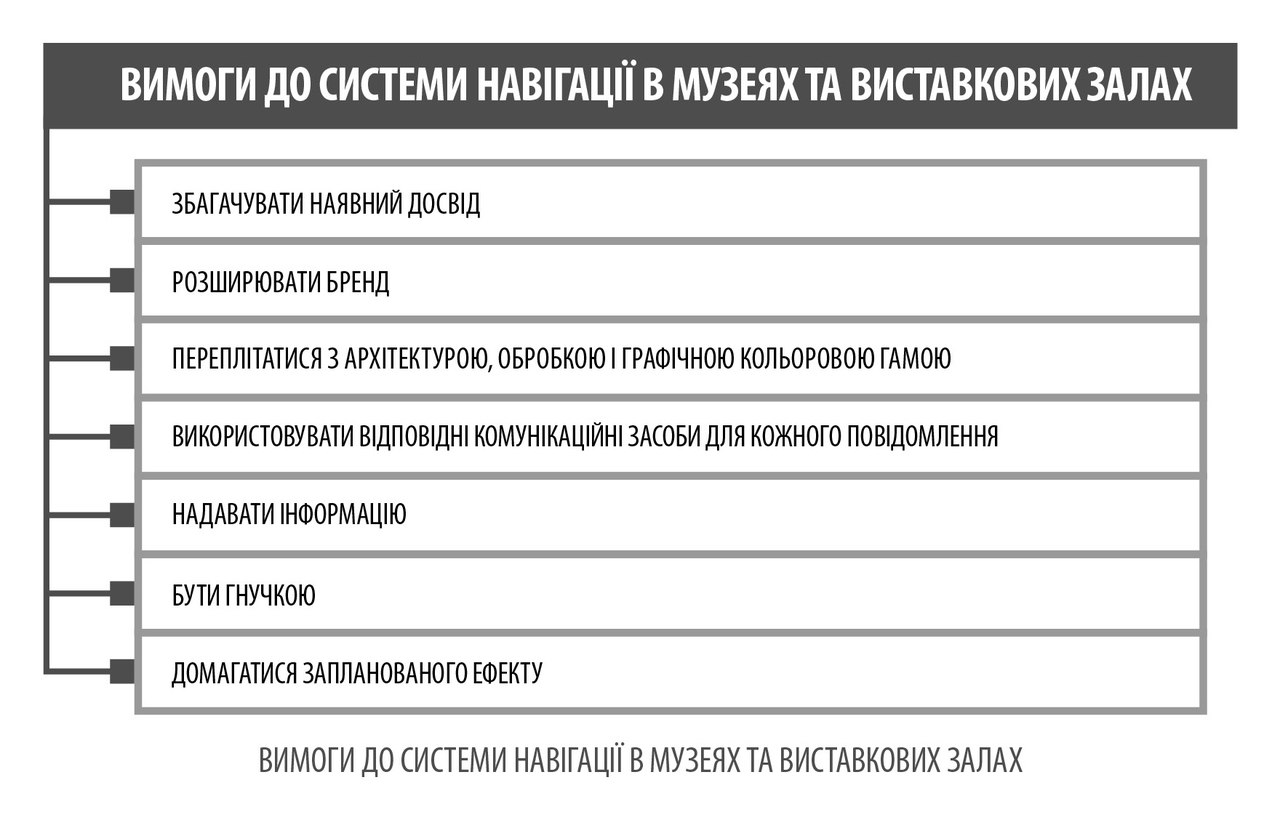 ВИМОГИ ДО СИСТЕМИ НАВІГАЦІЇ В МУЗЕЯХ ТА ВИСТАВКОВИХ ЗАЛАХ
ЗБАГАЧУВАТИ НАЯВНИЙ ДОСВІД
РОЗШИРЮВАТИ БРЕНД
ПЕРЕПЛІТАТИСЯ З АРХІТЕКТУРОЮ, ОБРОБКОЮ І ГРАФІЧНОЮ КОЛЬОРОВОЮ ГАМОЮ
ВИКОРИСТОВУВАТИ ВІДПОВІДНІ КОМУНІКАЦІЙНІ ЗАСОБИ ДЛЯ КОЖНОГО ПОВІДОМЛЕННЯ
НАДАВАТИ ІНФОРМАЦІЮ
БУТИ ГНУЧКОЮ
ДОМАГАТИСЯ ЗАПЛАНОВАНОГО ЕФЕКТУ
ВИМОГИ ДО СИСТЕМИ НАВІГАЦІЇ В МУЗЕЯХ ТА ВИСТАВКОВИХ ЗАЛАХ